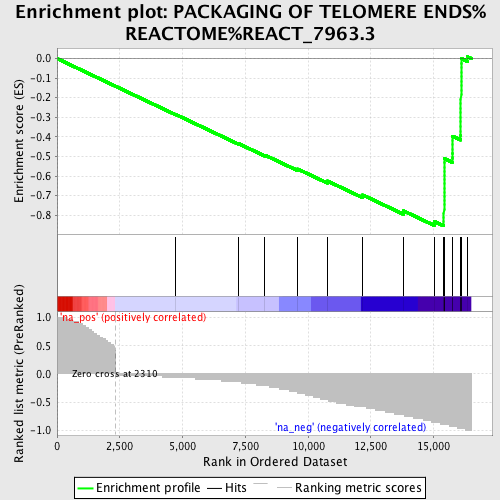 Enrichment plot: PACKAGING OF TELOMERE ENDS%
REACTOME%REACT_7963.3
Enrichment score (ES)
0.0
-0.1
-0.2
-0.3
-0.4
-0.5
-0.6
-0.7
-0.8
Ranked list metric (PreRanked)
1.0
0.5
0.0
-0.5
-1.0
'na_pos' (positively correlated)
Zero cross at 2310
'na_neg' (negatively correlated)
0 2,500 5,000 7,500 10,000 12,500 15,000
Rank in Ordered Dataset
Enrichment profile Hits Ranking metric scores